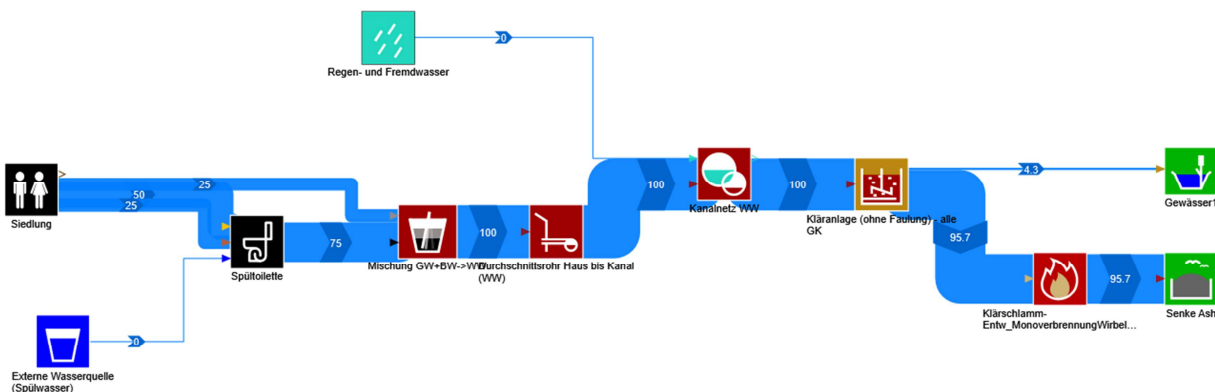 0
Regen- und Fremdwasser
25
50
25
Siedlung
75
Spültoilette
0
Externe Wasserquelle
(Spülwasser)
Mischung GW+BW->WW
100
Durchschnittsrohr Haus bis Kanal
(WW)
100
Kanalnetz WW
100
Kläranlage (ohne Faulung) - alle
GK
4.3
Gewässer1
95.7
Klärschlamm-
Entw_MonoverbrennungWirbel...
95.7
Senke Ash